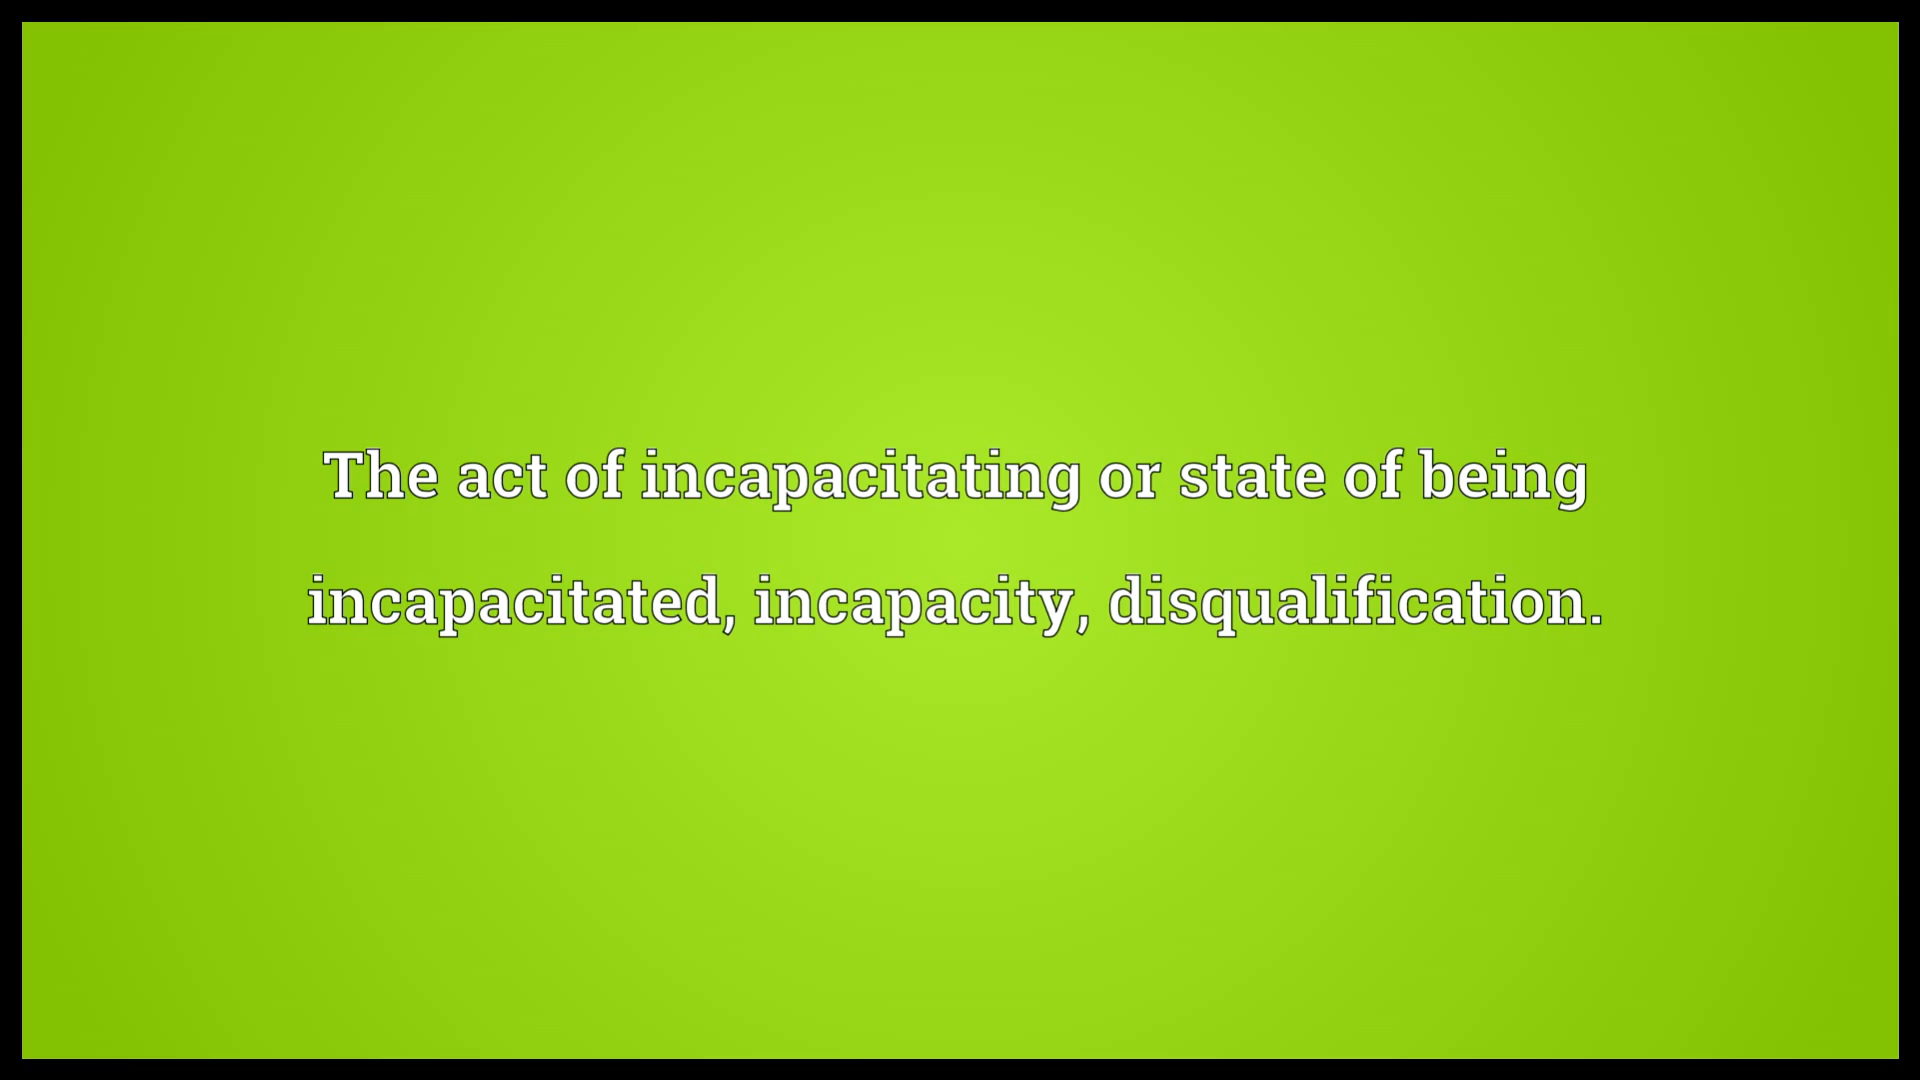 The act of incapacitating or state of being
incapacitated, incapacity, disqualification.